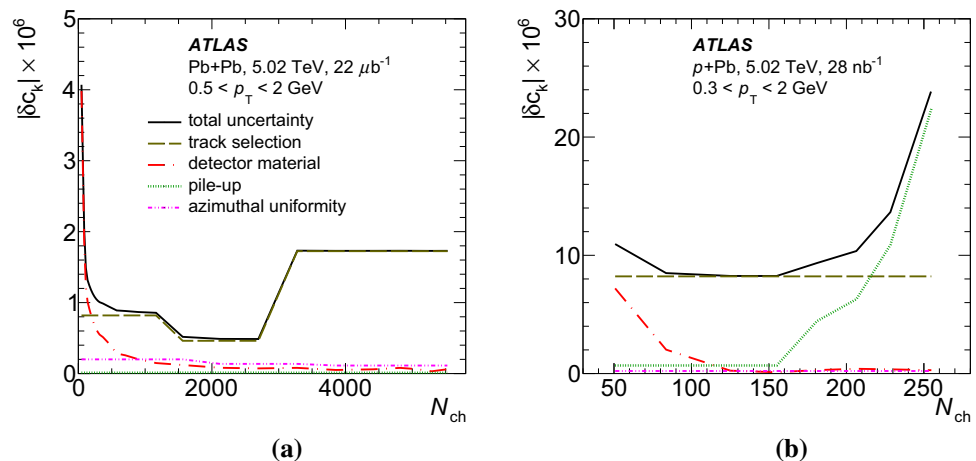 |δc_k| × 10^6
5
4
3
2
1
0
ATLAS
Pb+Pb, 5.02 TeV, 22 μb^-1
0.5 < p_T < 2 GeV
total uncertainty
track selection
detector material
pile-up
azimuthal uniformity
0 2000 4000
N_ch
(a)
|δc_k| × 10^6
30
20
10
0
ATLAS
p+Pb, 5.02 TeV, 28 nb^-1
0.3 < p_T < 2 GeV
50 100 150 200 250
N_ch
(b)